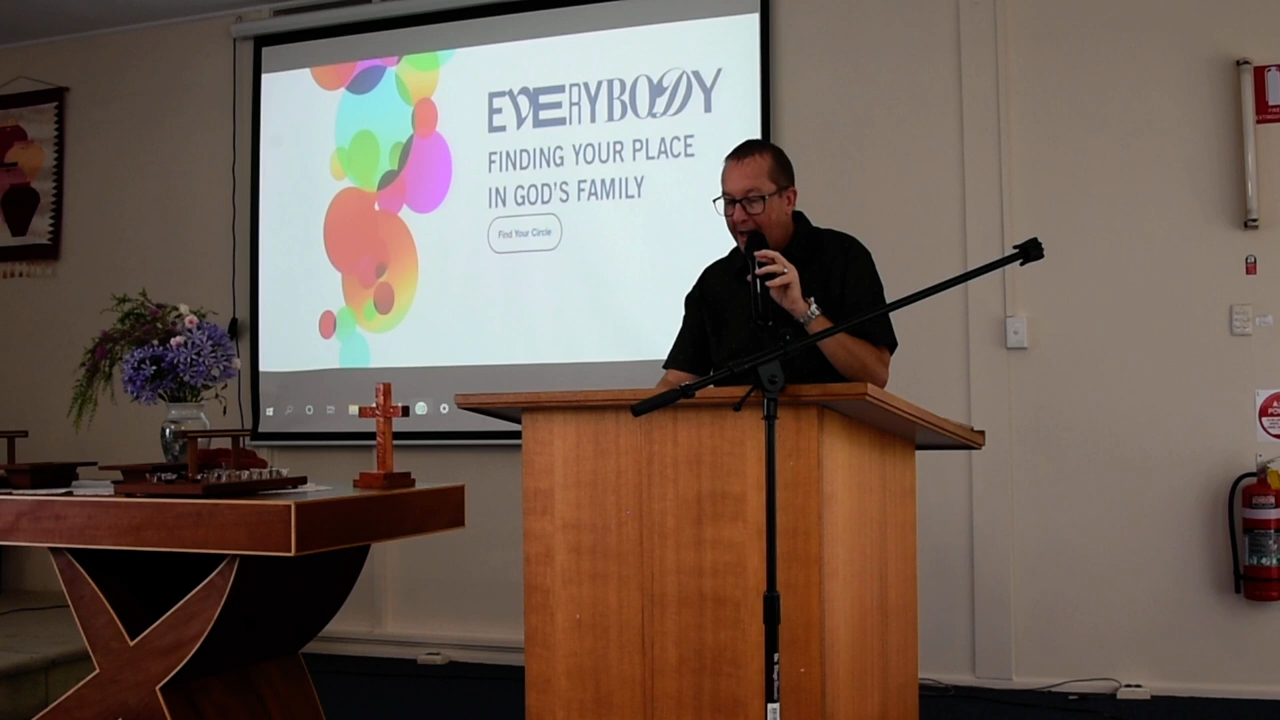 EVERYBODY
FINDING YOUR PLACE
IN GOD'S FAMILY
Find Your Circle